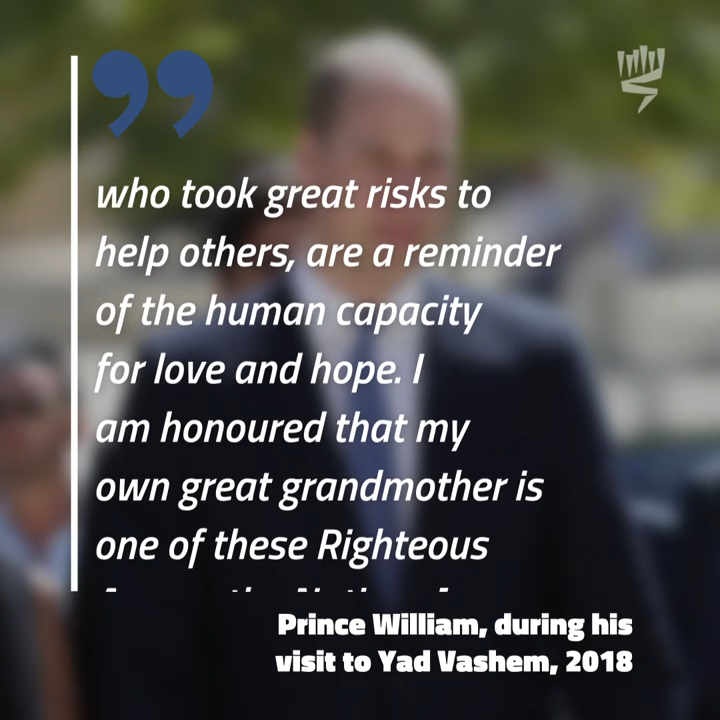 who took great risks to
help others, are a reminder
of the human capacity
for love and hope. I
am honoured that my
own great grandmother is
one of these Righteous
Prince William, during his
visit to Yad Vashem, 2018